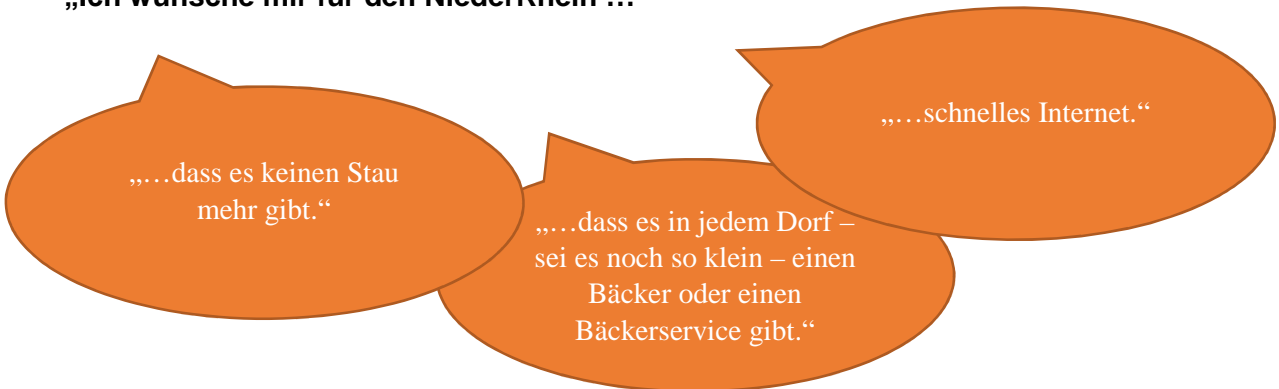 „Ich wünsche mir für den NiederRhein …
„…dass es keinen Stau
mehr gibt.“
„…dass es in jedem Dorf –
sei es noch so klein – einen
Bäcker oder einen
Bäckerservice gibt.“
„…schnelles Internet.“